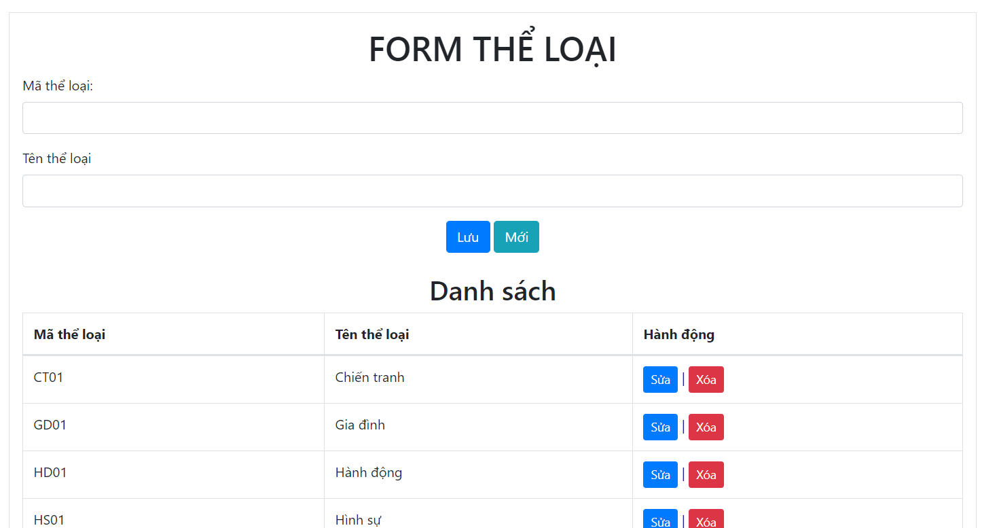 FORM THỂ LOẠI
Mã thể loại:
Tên thể loại
Lưu Mới
Danh sách
Mã thể loại Tên thể loại Hành động
CT01 Chiến tranh Sửa | Xóa
GD01 Gia đình Sửa | Xóa
HD01 Hành động Sửa | Xóa
HS01 Hình sự Sửa | Xóa